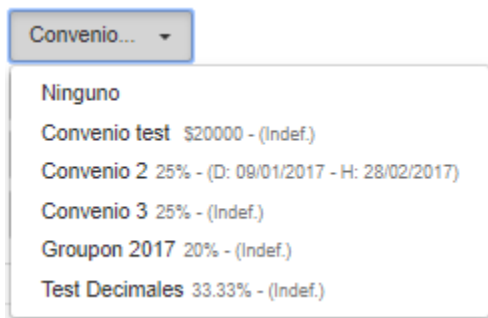 Convenio...
Ninguno
Convenio test $20000 - (Indef.)
Convenio 2 25% - (D: 09/01/2017 - H: 28/02/2017)
Convenio 3 25% - (Indef.)
Groupon 2017 20% - (Indef.)
Test Decimales 33.33% - (Indef.)